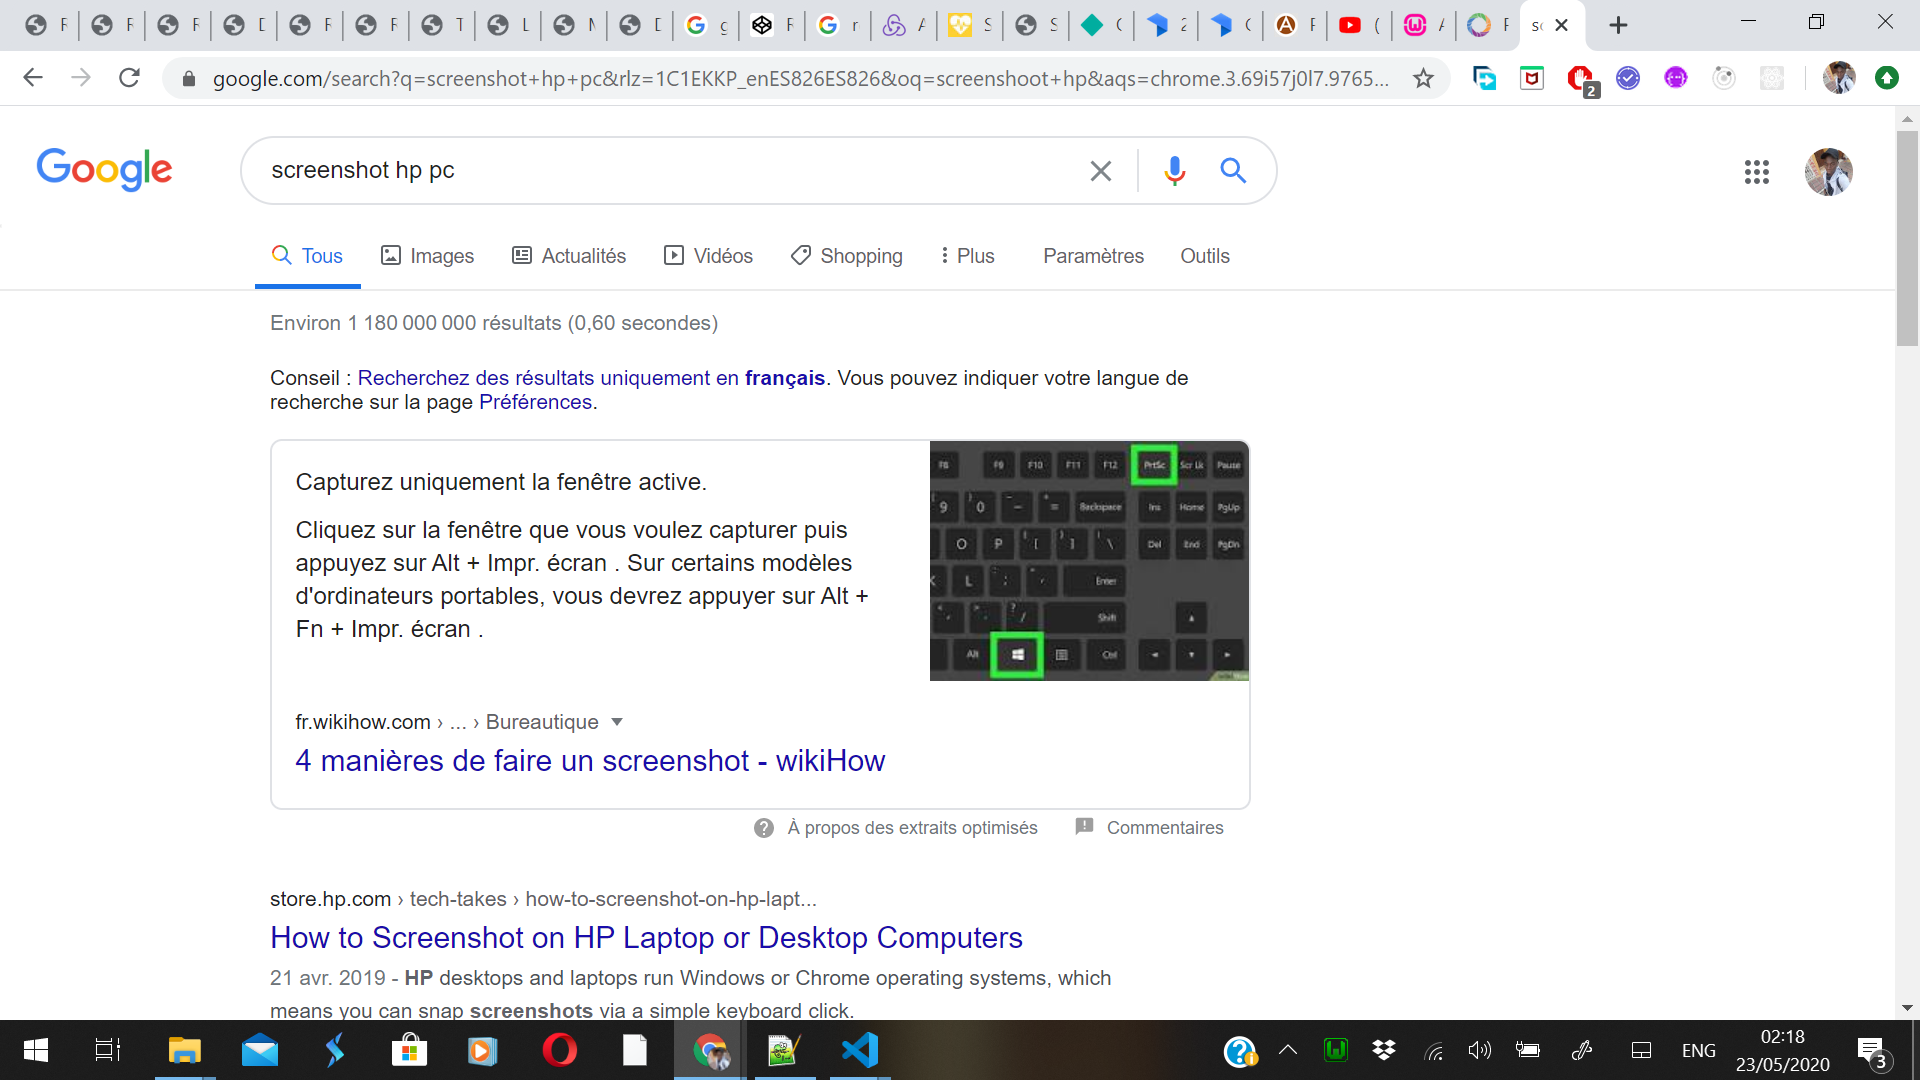 google.com/search?q=screenshot+hp+pc&rlz=1C1EKKP_enES826ES826&oq=screenshoot+hp&aqs=chrome.3.69i57j0l7.9765...
2
Google
screenshot hp pc
Tous
Images
Actualités
Vidéos
Shopping
Plus
Paramètres
Outils
Environ 1 180 000 000 résultats (0,60 secondes)
Conseil : Recherchez des résultats uniquement en français. Vous pouvez indiquer votre langue de
recherche sur la page Préférences.
Capturez uniquement la fenêtre active.
Cliquez sur la fenêtre que vous voulez capturer puis
appuyez sur Alt + Impr. écran . Sur certains modèles
d'ordinateurs portables, vous devrez appuyer sur Alt +
Fn + Impr. écran .
F9 F10 F11 F12 PrtSc Scr Lk Pause
9 0 Backspace Ins Home PgUp
O P Del End PgDn
L Enter
Shift
Alt Ctrl
fr.wikihow.com › ... › Bureautique
4 manières de faire un screenshot - wikiHow
À propos des extraits optimisés
Commentaires
store.hp.com › tech-takes › how-to-screenshot-on-hp-lapt...
How to Screenshot on HP Laptop or Desktop Computers
21 avr. 2019 - HP desktops and laptops run Windows or Chrome operating systems, which
means you can snap screenshots via a simple keyboard click.
ENG
02:18
23/05/2020
3